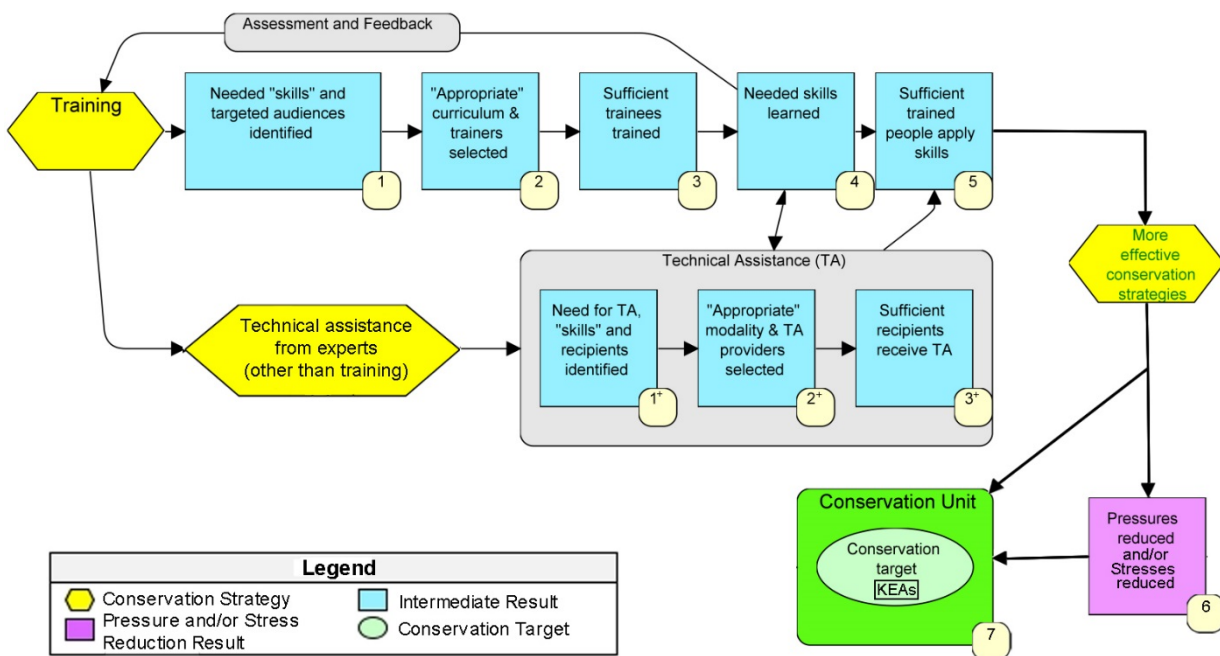 Assessment and Feedback
Training
Needed "skills" and
targeted audiences
identified
1
"Appropriate"
curriculum &
trainers
selected
2
Sufficient
trainees
trained
3
Needed skills
learned
4
Sufficient
trained
people apply
skills
5
More
effective
conservation
strategies
Technical assistance
from experts
(other than training)
Technical Assistance (TA)
Need for TA,
"skills" and
recipients
identified
1+
"Appropriate"
modality & TA
providers
selected
2+
Sufficient
recipients
receive TA
3+
Conservation Unit
Conservation
target
KEAs
7
Pressures
reduced
and/or
Stresses
reduced
6
Legend
Conservation Strategy
Pressure and/or Stress
Reduction Result
Intermediate Result
Conservation Target